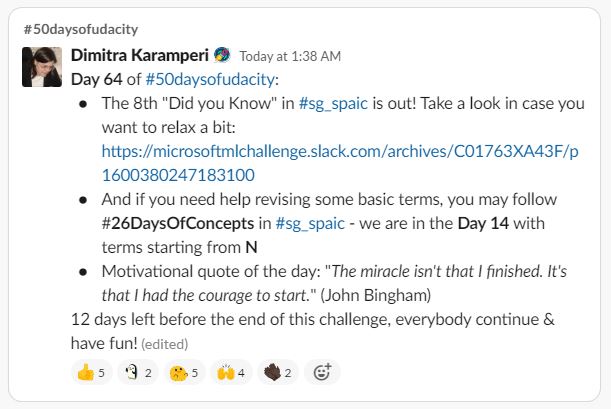 #50daysofudacity
Dimitra Karamperi Today at 1:38 AM
Day 64 of #50daysofudacity:
• The 8th "Did you Know" in #sg_spaic is out! Take a look in case you
want to relax a bit:
https://microsoftmlchallenge.slack.com/archives/C01763XA43F/p
1600380247183100
• And if you need help revising some basic terms, you may follow
#26DaysOfConcepts in #sg_spaic - we are in the Day 14 with
terms starting from N
• Motivational quote of the day: "The miracle isn't that I finished. It's
that I had the courage to start." (John Bingham)
12 days left before the end of this challenge, everybody continue &
have fun! (edited)
5 2 5 4 2